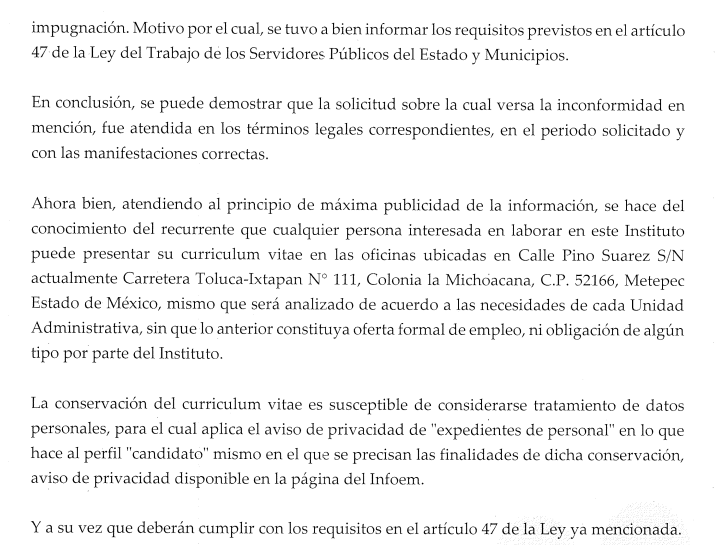 impugnación. Motivo por el cual, se tuvo a bien informar los requisitos previstos en el artículo
47 de la Ley del Trabajo de los Servidores Públicos del Estado y Municipios.
En conclusión, se puede demostrar que la solicitud sobre la cual versa la inconformidad en
mención, fue atendida en los términos legales correspondientes, en el periodo solicitado y
con las manifestaciones correctas.
Ahora bien, atendiendo al principio de máxima publicidad de la información, se hace del
conocimiento del recurrente que cualquier persona interesada en laborar en este Instituto
puede presentar su curriculum vitae en las oficinas ubicadas en Calle Pino Suarez S/N
actualmente Carretera Toluca-Ixtapan N° 111, Colonia la Michoacana, C.P. 52166, Metepec
Estado de México, mismo que será analizado de acuerdo a las necesidades de cada Unidad
Administrativa, sin que lo anterior constituya oferta formal de empleo, ni obligación de algún
tipo por parte del Instituto.
La conservación del curriculum vitae es susceptible de considerarse tratamiento de datos
personales, para el cual aplica el aviso de privacidad de "expedientes de personal" en lo que
hace al perfil "candidato" mismo en el que se precisan las finalidades de dicha conservación,
aviso de privacidad disponible en la página del Infoem.
Y a su vez que deberán cumplir con los requisitos en el artículo 47 de la Ley ya mencionada.